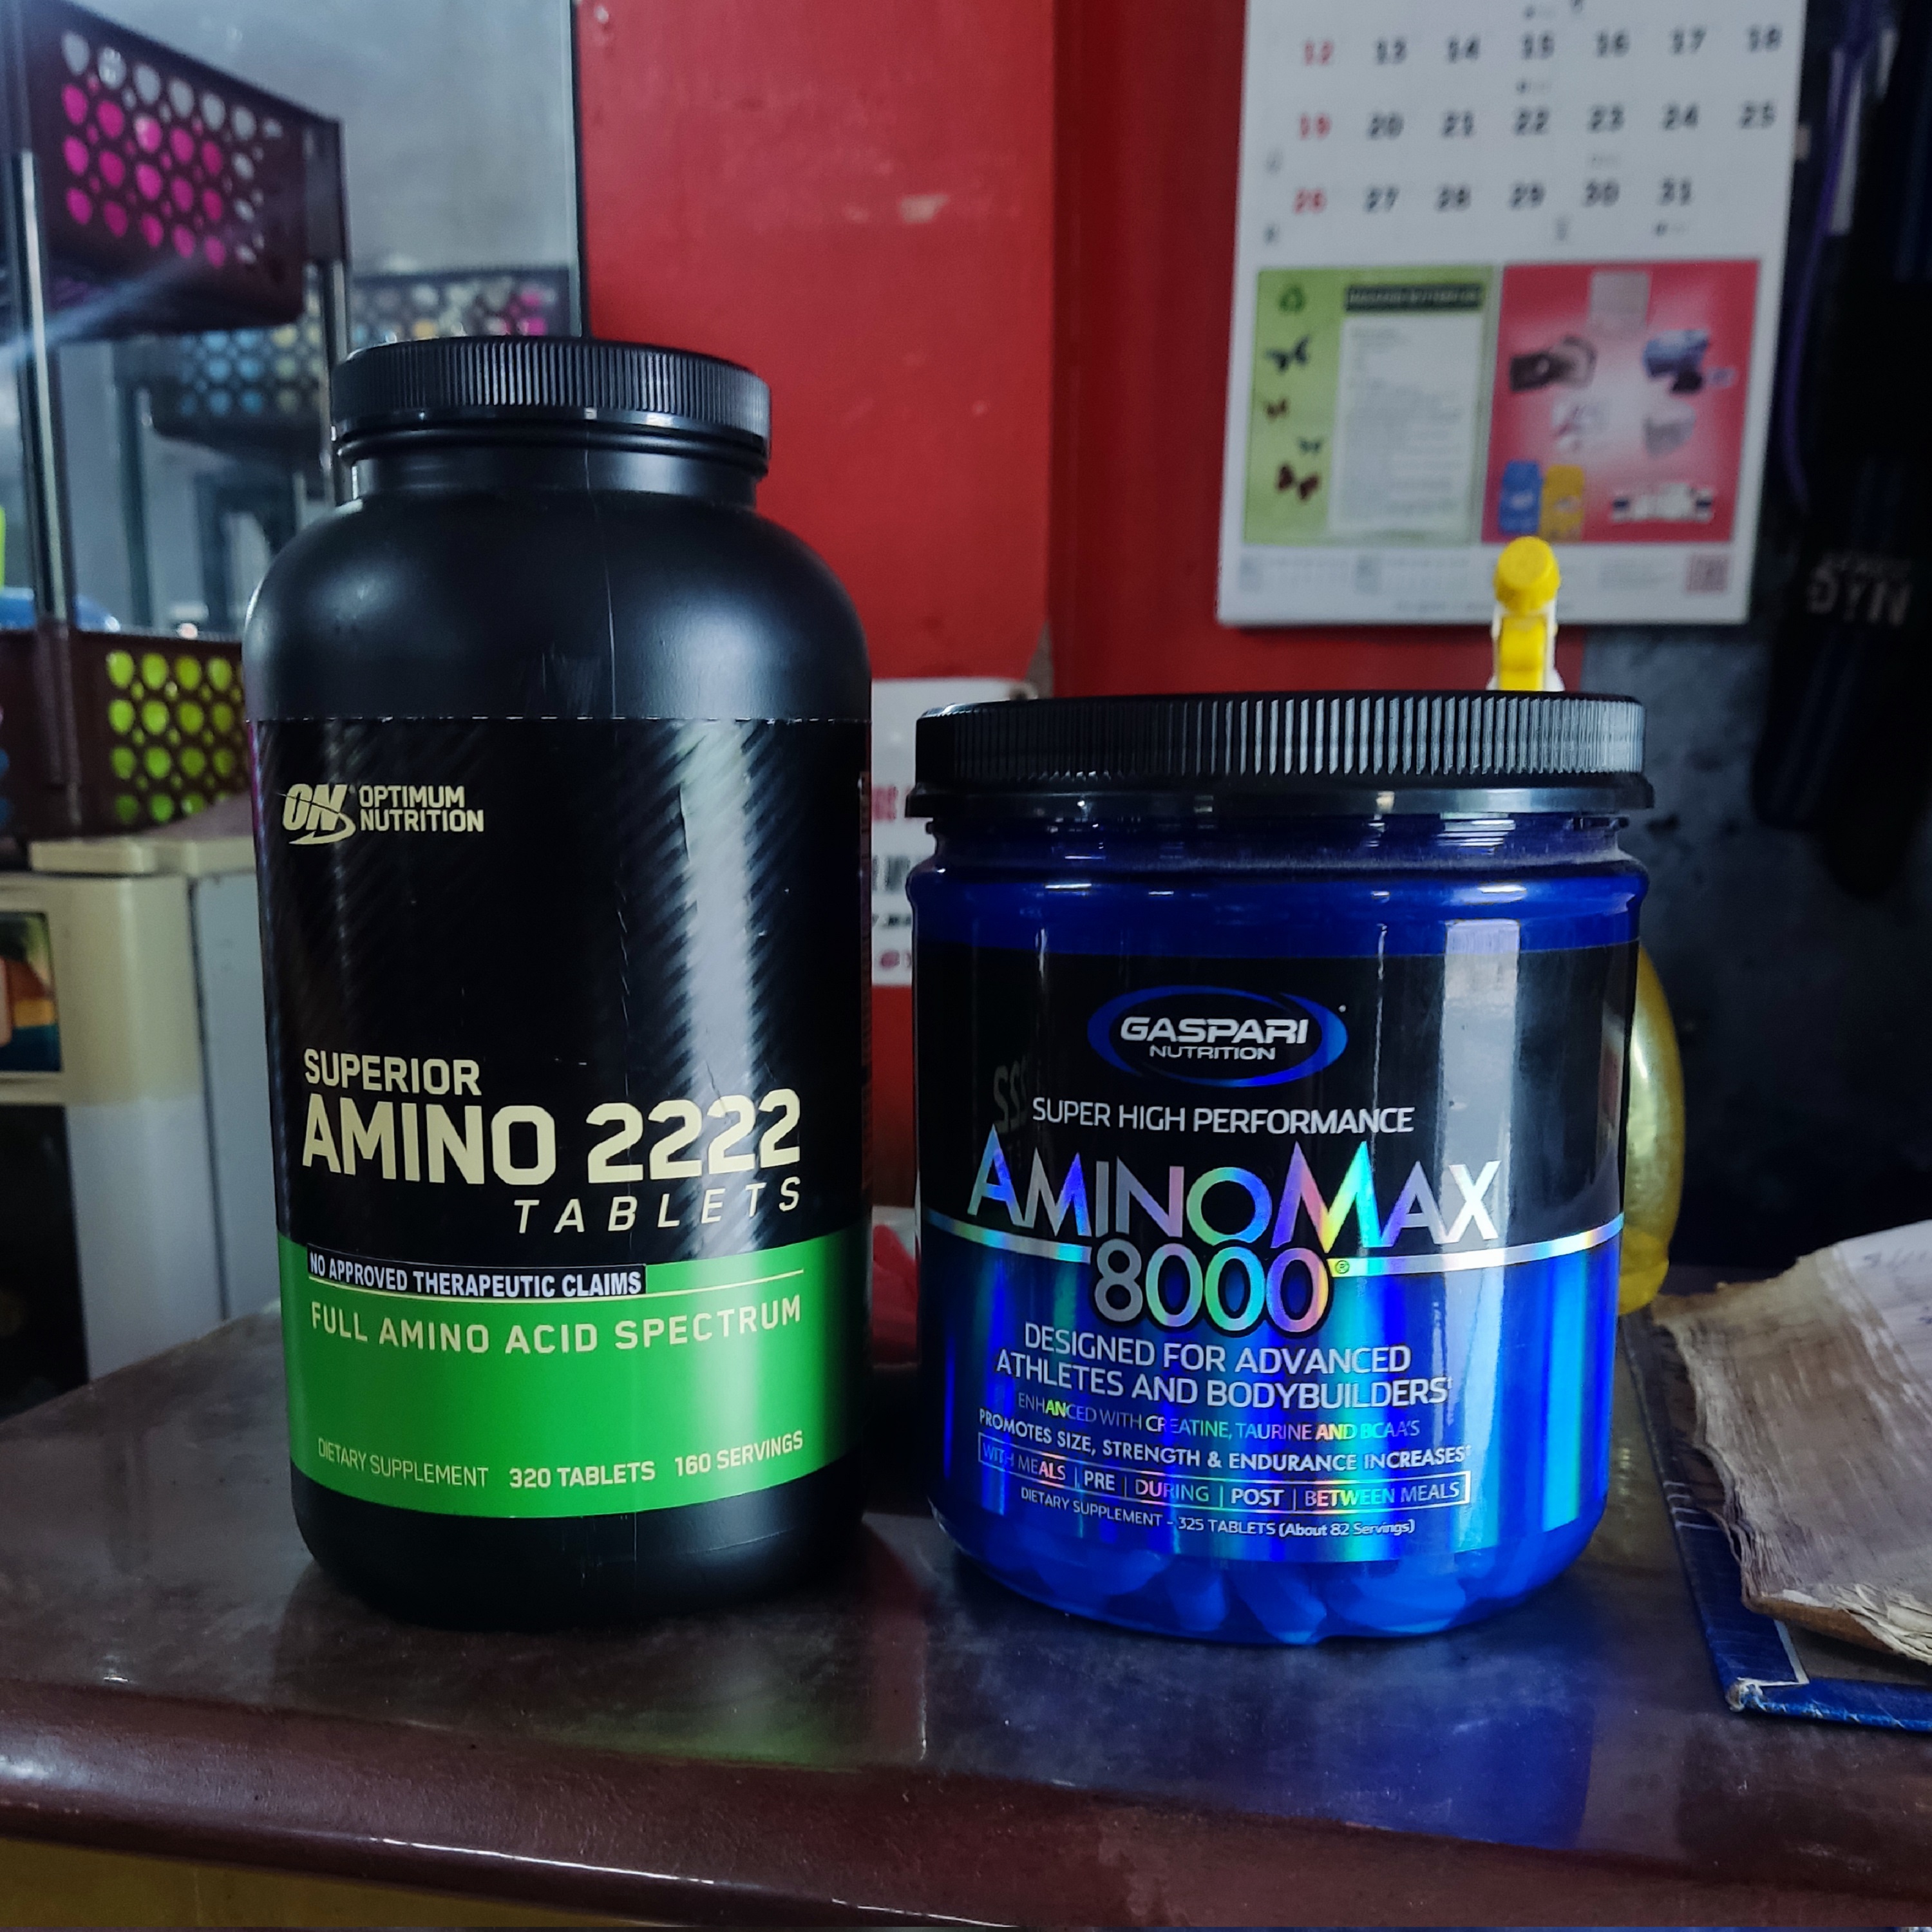 12 13 14 15 16 17 18
19 20 21 22 23 24 25
26 27 28 29 30 31
GYM
ON® OPTIMUM
NUTRITION
SUPERIOR
AMINO 2222
TABLETS
NO APPROVED THERAPEUTIC CLAIMS
FULL AMINO ACID SPECTRUM
DIETARY SUPPLEMENT 320 TABLETS 160 SERVINGS
GASPARI
NUTRITION
SUPER HIGH PERFORMANCE
AMINOMAX
8000®
DESIGNED FOR ADVANCED
ATHLETES AND BODYBUILDERS†
ENHANCED WITH CREATINE, TAURINE AND BCAA'S
PROMOTES SIZE, STRENGTH & ENDURANCE INCREASES†
WITH MEALS | PRE | DURING | POST | BETWEEN MEALS
DIETARY SUPPLEMENT - 325 TABLETS (About 82 Servings)